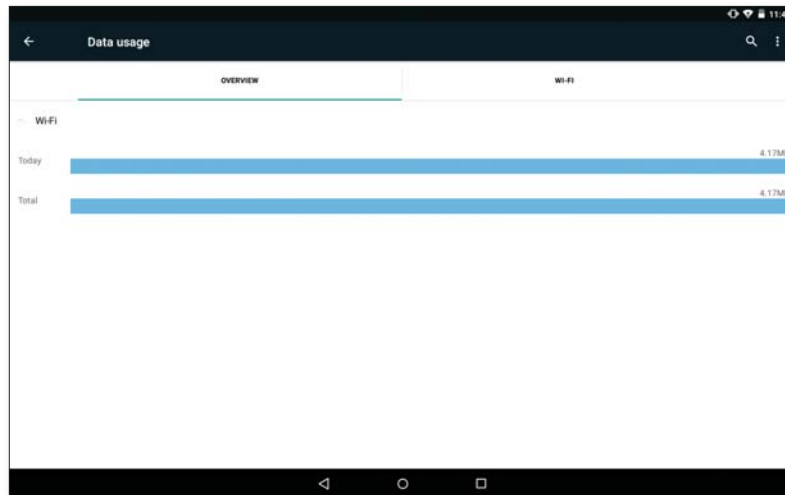 11:4
Data usage
OVERVIEW
WI-FI
Wi-Fi
Today
4.17M
Total
4.17M